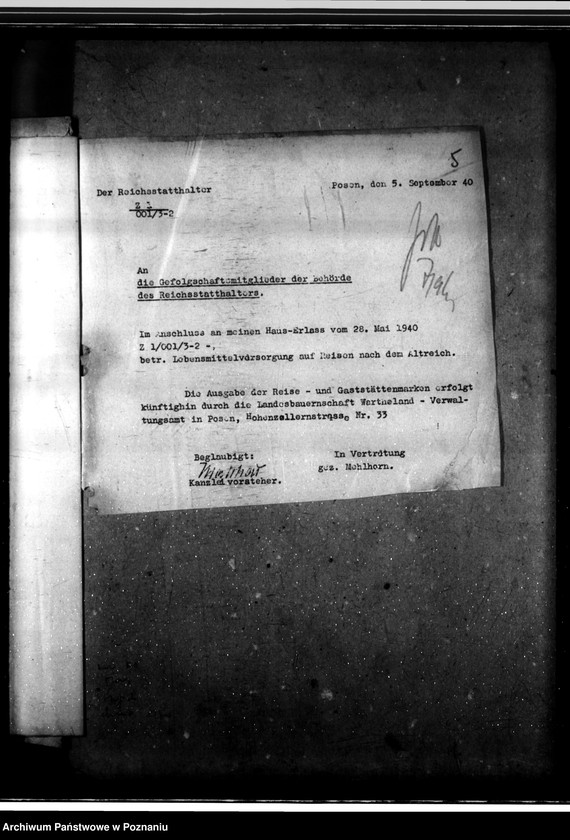 5
Der Reichsstatthalter
Posen, den 5. September 40
Z 1
001/3-2
An
die Gefolgschaftsmitglieder der Behörde
des Reichsstatthalters.
Im Anschluss an meinen Haus-Erlass vom 28. Mai 1940
Z 1/001/3-2 -,
betr. Lebensmittelversorgung auf Reisen nach dem Altreich.
Die Ausgabe der Reise - und Gaststättenmarken erfolgt
künftighin durch die Landesbauernschaft Wartheland - Verwal-
tungsamt in Posen, Hohenzollernstrasse Nr. 33
Beglaubigt:
In Vertretung
gez. Mehlhorn.
Kanzleivorsteher.
Archiwum Państwowe w Poznaniu